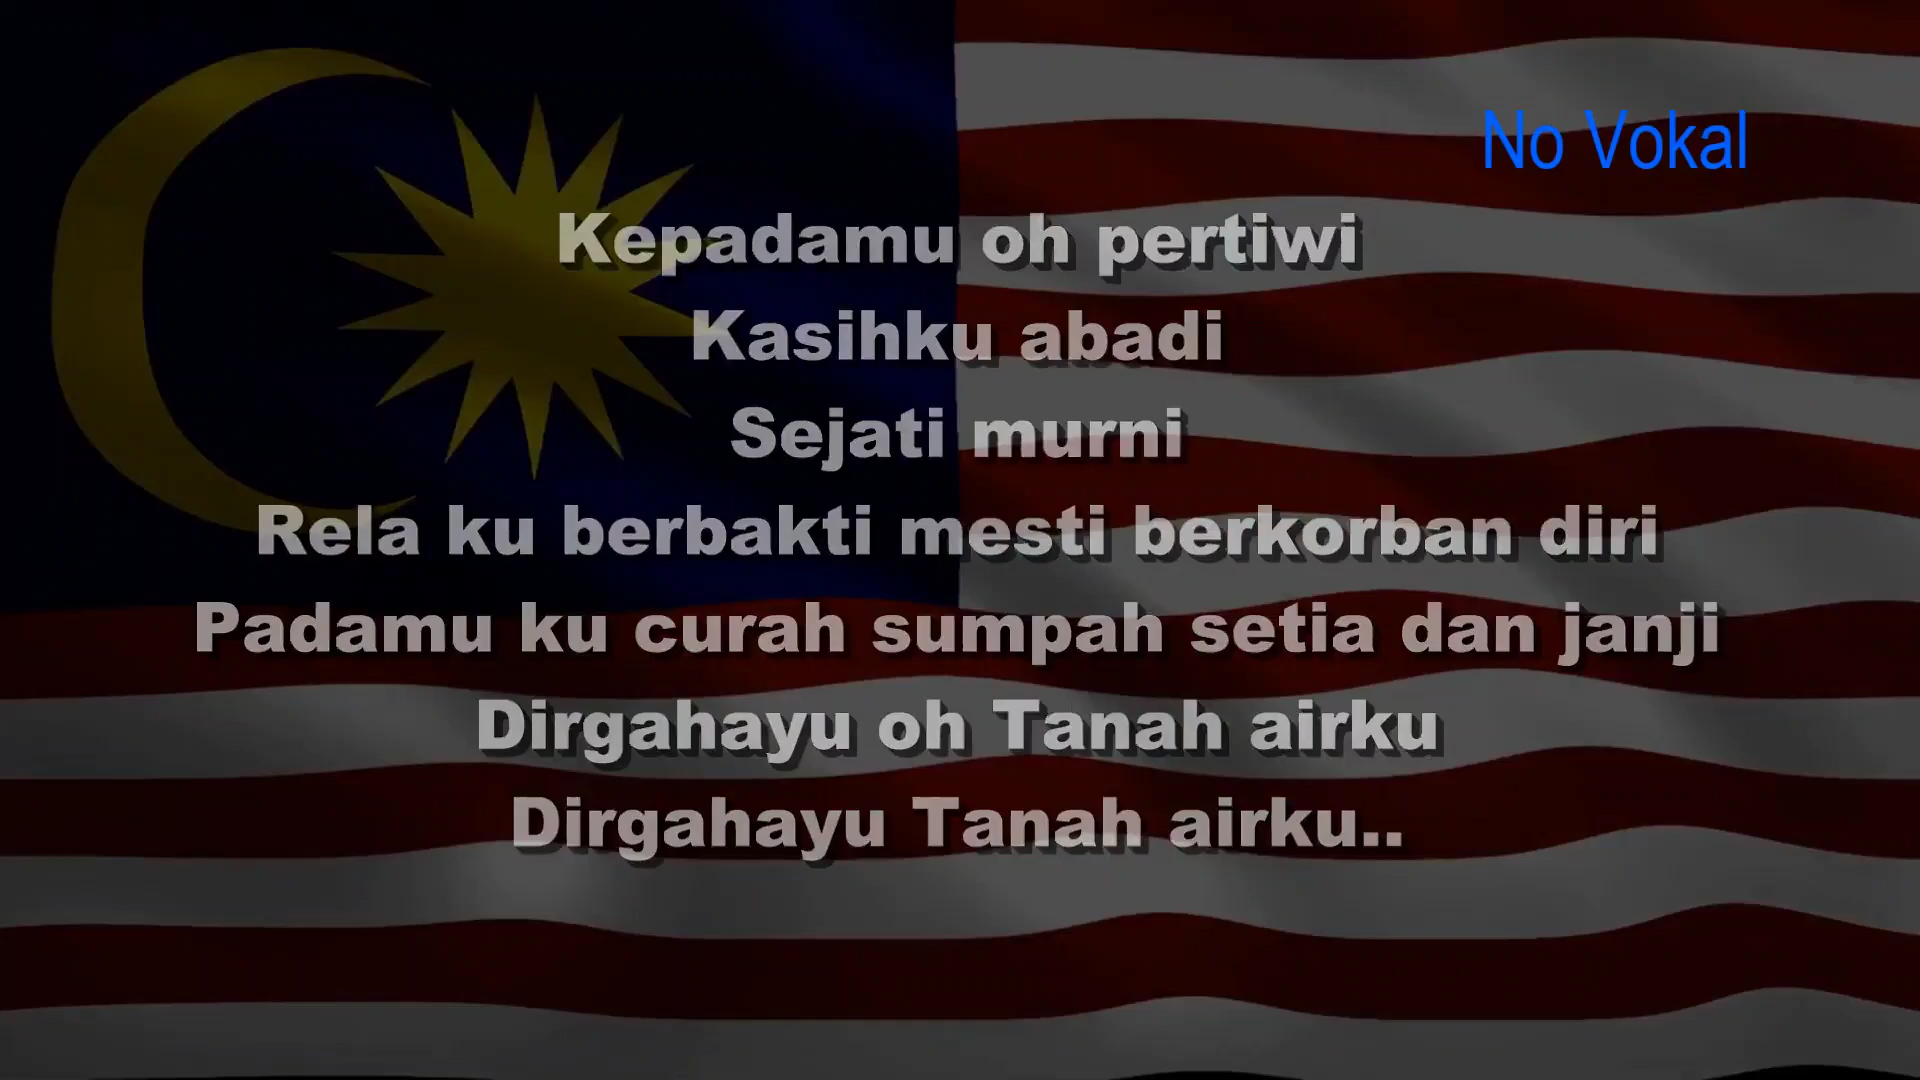 No Vokal
Kepadamu oh pertiwi
Kasihku abadi
Sejati murni
Rela ku berbakti mesti berkorban diri
Padamu ku curah sumpah setia dan janji
Dirgahayu oh Tanah airku
Dirgahayu Tanah airku..